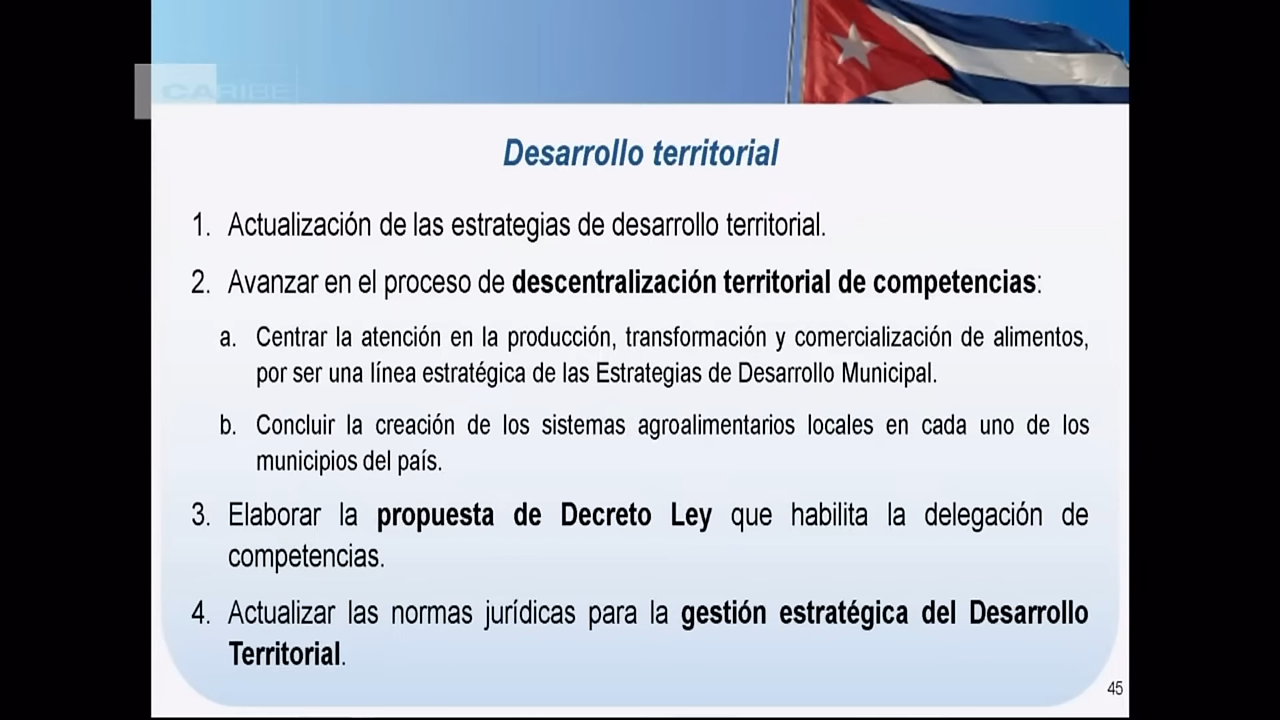 CARIBE
Desarrollo territorial
1. Actualización de las estrategias de desarrollo territorial.
2. Avanzar en el proceso de descentralización territorial de competencias:
a. Centrar la atención en la producción, transformación y comercialización de alimentos,
por ser una línea estratégica de las Estrategias de Desarrollo Municipal.
b. Concluir la creación de los sistemas agroalimentarios locales en cada uno de los
municipios del país.
3. Elaborar la propuesta de Decreto Ley que habilita la delegación de
competencias.
4. Actualizar las normas jurídicas para la gestión estratégica del Desarrollo
Territorial.
45